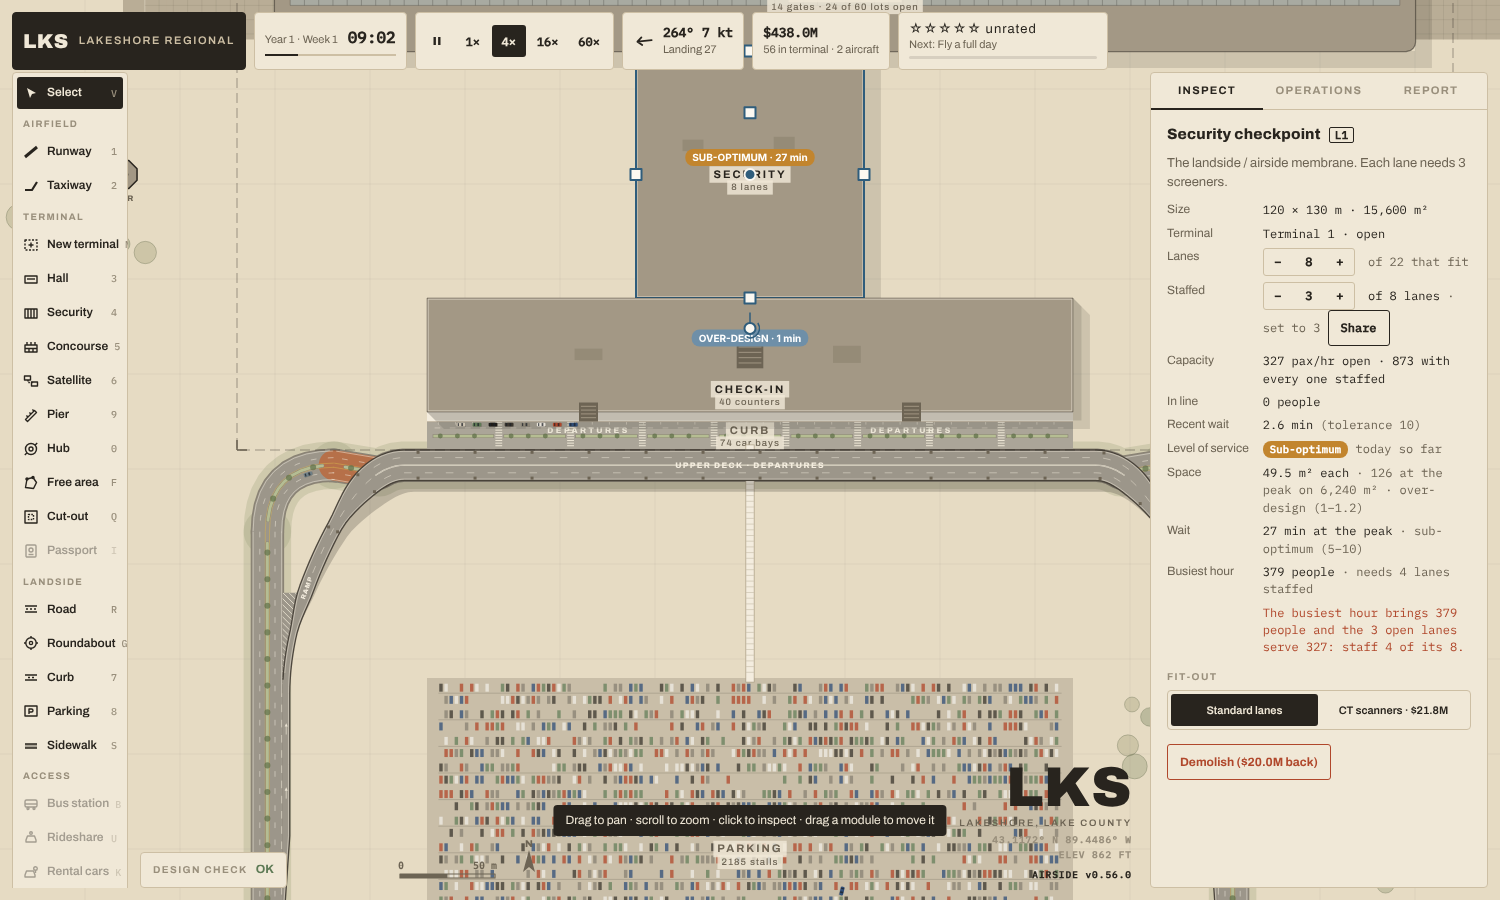 14 gates · 24 of 60 lots open
LKS LAKESHORE REGIONAL
Year 1 · Week 1 09:02
1× 4× 16× 60×
264° 7 kt
Landing 27
$438.0M
56 in terminal · 2 aircraft
☆☆☆☆☆ unrated
Next: Fly a full day
Select V
AIRFIELD
Runway 1
Taxiway 2
TERMINAL
New terminal
Hall 3
Security 4
Concourse 5
Satellite 6
Pier 9
Hub 0
Free area F
Cut-out Q
Passport I
LANDSIDE
Road R
Roundabout G
Curb 7
Parking 8
Sidewalk S
ACCESS
Bus station B
Rideshare U
Rental cars K
R
SUB-OPTIMUM · 27 min
SECURITY
8 lanes
OVER-DESIGN · 1 min
CHECK-IN
40 counters
DEPARTURES
CURB
DEPARTURES
74 car bays
UPPER DECK · DEPARTURES
RAMP
PARKING
2185 stalls
Drag to pan · scroll to zoom · click to inspect · drag a module to move it
DESIGN CHECK OK
0 50 m
N
LKS
LAKESHORE, LAKE COUNTY
43.1172° N 89.4486° W
ELEV 862 FT
AIRSIDE v0.56.0
INSPECT OPERATIONS REPORT
Security checkpoint L1
The landside / airside membrane. Each lane needs 3
screeners.
Size 120 × 130 m · 15,600 m²
Terminal Terminal 1 · open
Lanes − 8 + of 22 that fit
Staffed − 3 + of 8 lanes ·
set to 3 Share
Capacity 327 pax/hr open · 873 with
every one staffed
In line 0 people
Recent wait 2.6 min (tolerance 10)
Level of service Sub-optimum today so far
Space 49.5 m² each · 126 at the
peak on 6,240 m² · over-
design (1–1.2)
Wait 27 min at the peak · sub-
optimum (5–10)
Busiest hour 379 people · needs 4 lanes
staffed
The busiest hour brings 379
people and the 3 open lanes
serve 327: staff 4 of its 8.
FIT-OUT
Standard lanes CT scanners · $21.8M
Demolish ($20.0M back)